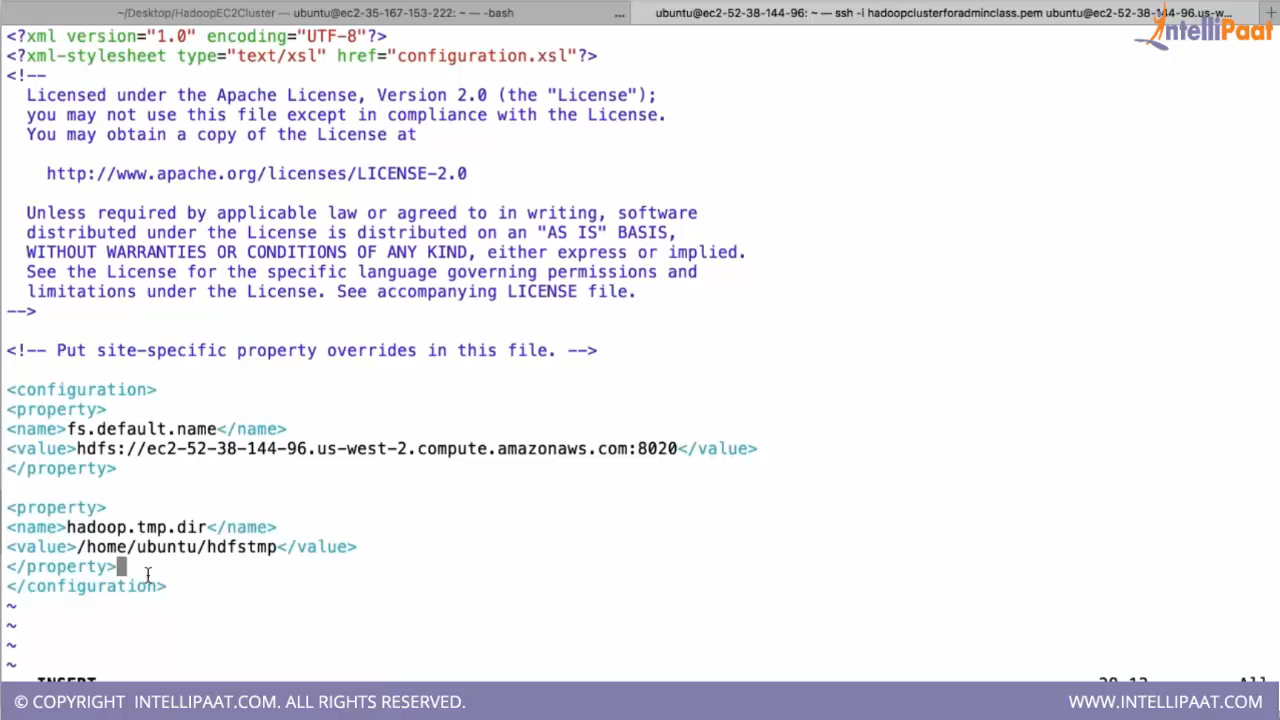 ~/Desktop/HadoopEC2Cluster — ubuntu@ec2-35-167-153-222: ~ — -bash
... ubuntu@ec2-52-38-144-96: ~ — ssh -i hadoopclusterforadminclass.pem ubuntu@ec2-52-38-144-96.us-w... +
IntelliPaat
<?xml version="1.0" encoding="UTF-8"?>
<?xml-stylesheet type="text/xsl" href="configuration.xsl"?>
<!--
Licensed under the Apache License, Version 2.0 (the "License");
you may not use this file except in compliance with the License.
You may obtain a copy of the License at
http://www.apache.org/licenses/LICENSE-2.0
Unless required by applicable law or agreed to in writing, software
distributed under the License is distributed on an "AS IS" BASIS,
WITHOUT WARRANTIES OR CONDITIONS OF ANY KIND, either express or implied.
See the License for the specific language governing permissions and
limitations under the License. See accompanying LICENSE file.
-->
<!-- Put site-specific property overrides in this file. -->
<configuration>
<property>
<name>fs.default.name</name>
<value>hdfs://ec2-52-38-144-96.us-west-2.compute.amazonaws.com:8020</value>
</property>
<property>
<name>hadoop.tmp.dir</name>
<value>/home/ubuntu/hdfstmp</value>
</property>
</configuration>
~
~
~
~
© COPYRIGHT INTELLIPAAT.COM. ALL RIGHTS RESERVED.
WWW.INTELLIPAAT.COM